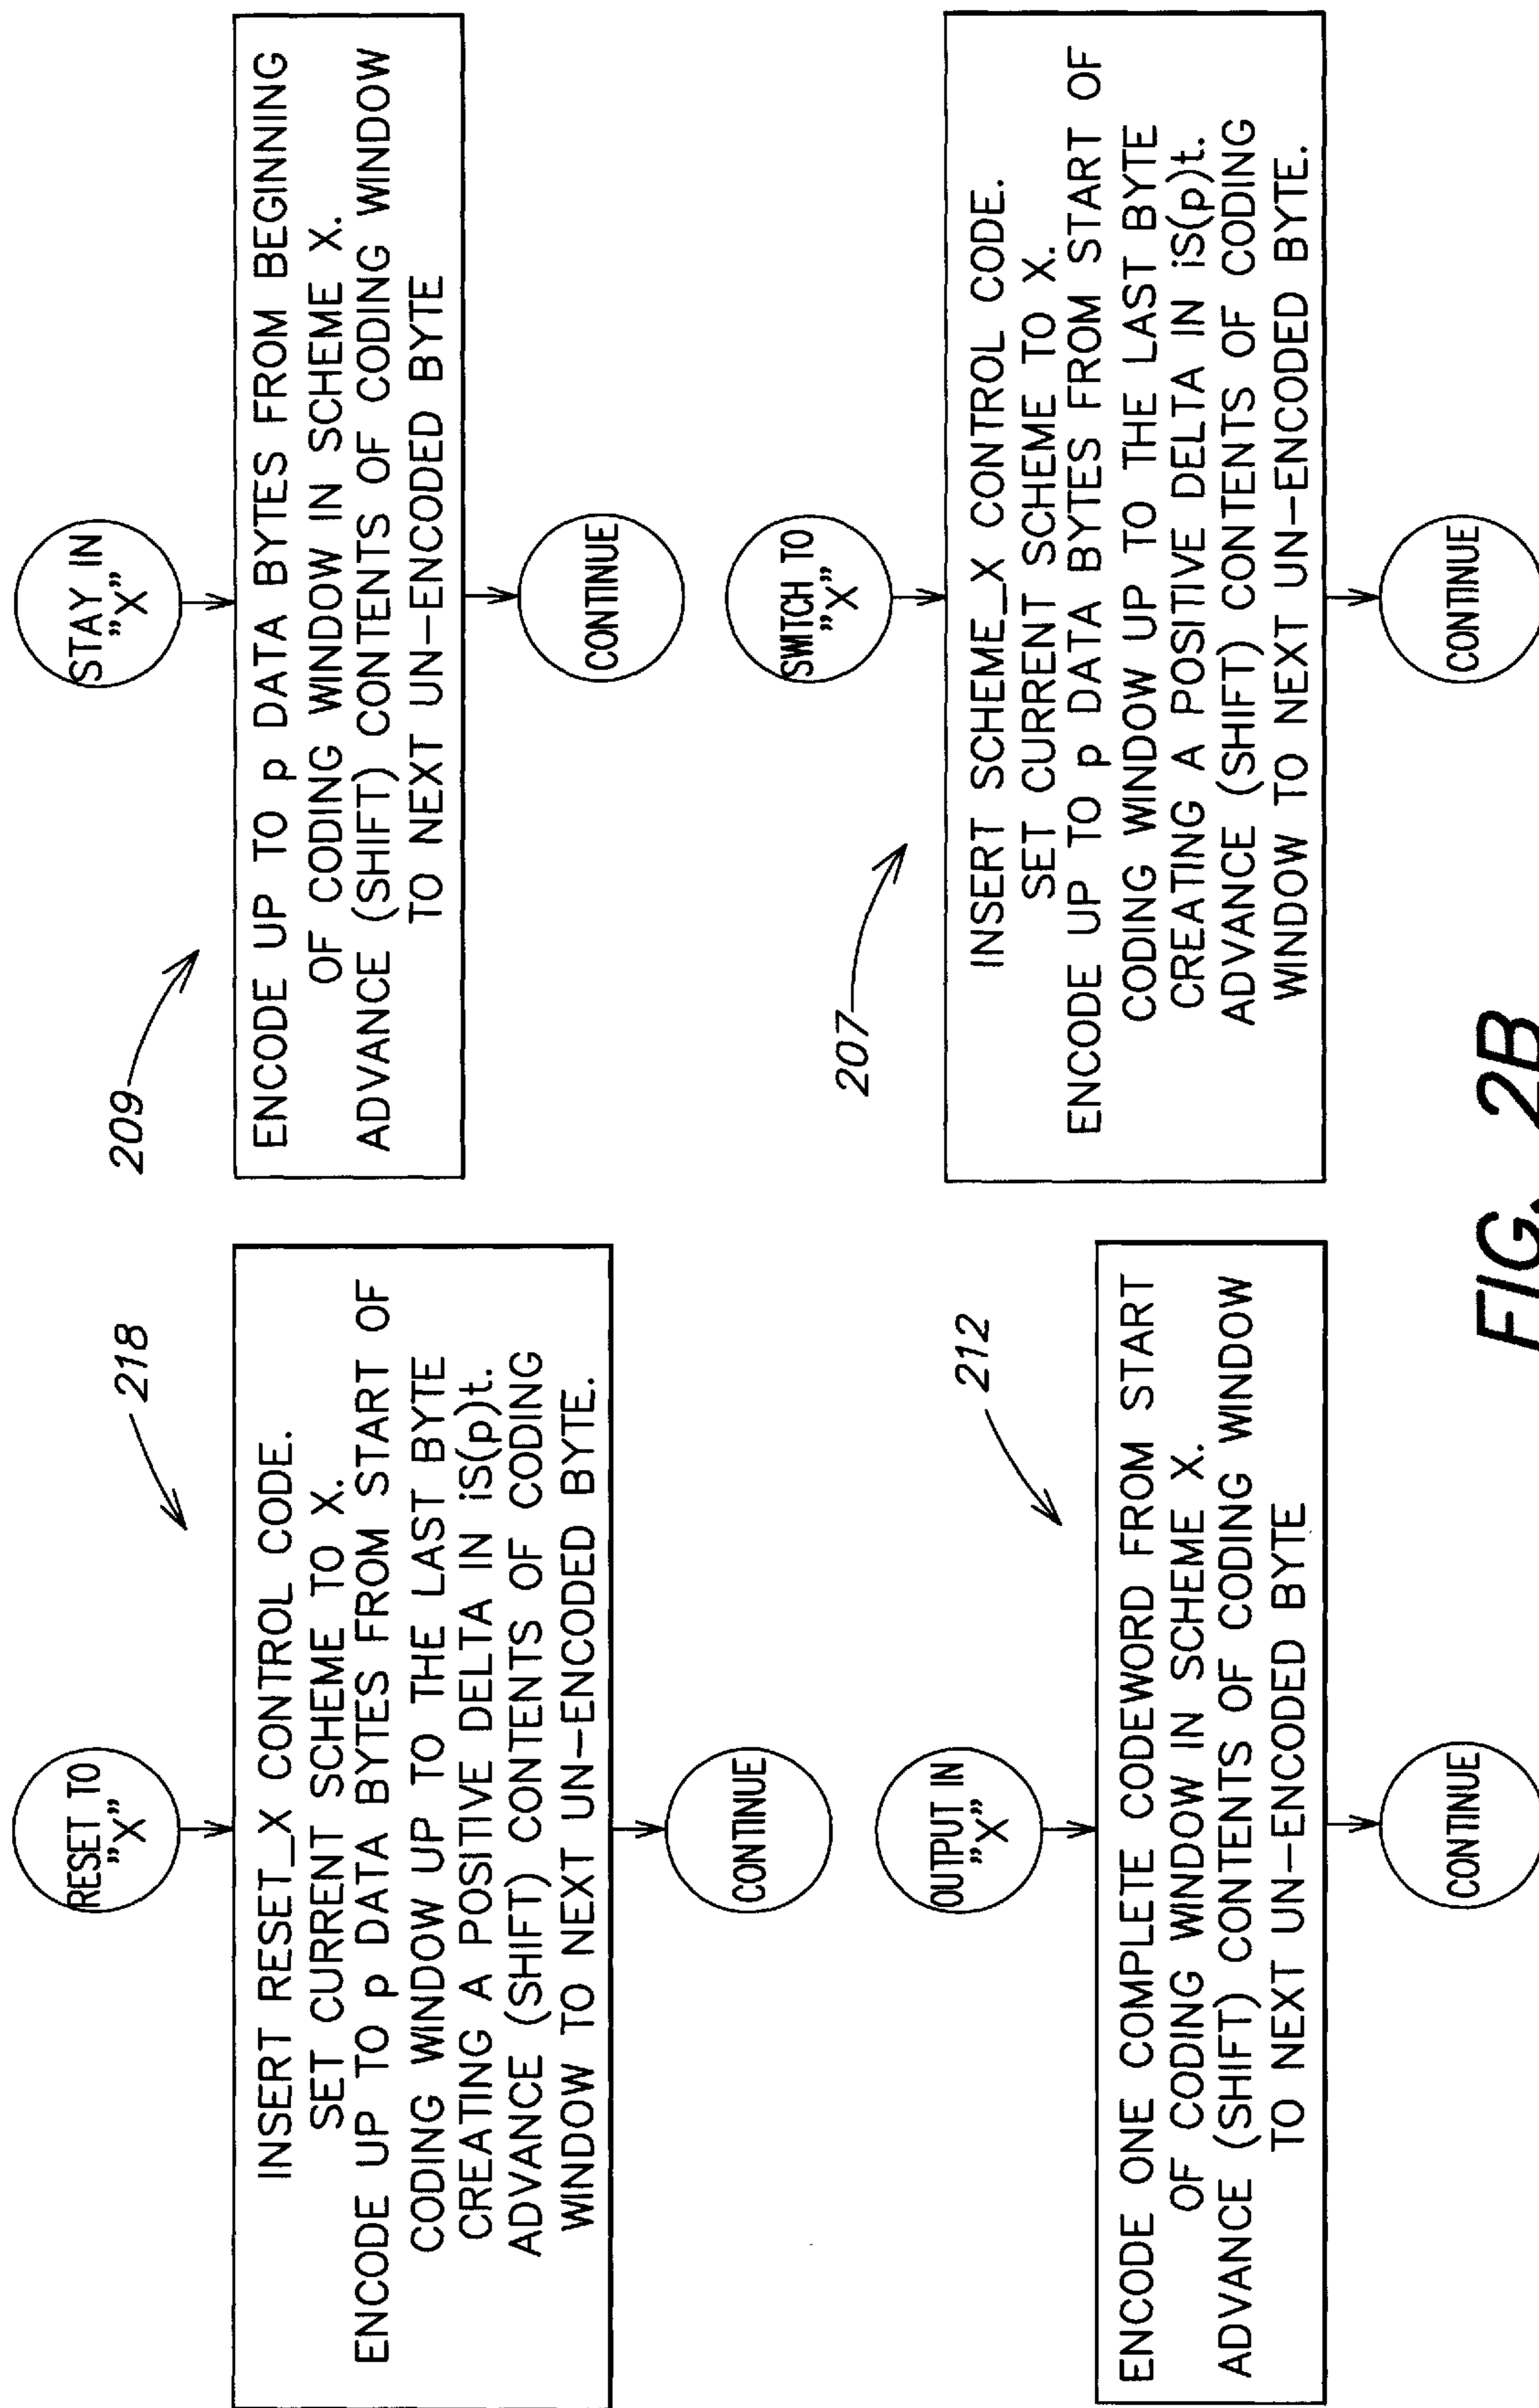 RESET TO
"X"
218
INSERT RESET_X CONTROL CODE.
SET CURRENT SCHEME TO X.
ENCODE UP TO p DATA BYTES FROM START OF
CODING WINDOW UP TO THE LAST BYTE
CREATING A POSITIVE DELTA IN iS(p)t.
ADVANCE (SHIFT) CONTENTS OF CODING
WINDOW TO NEXT UN-ENCODED BYTE.
CONTINUE
STAY IN
"X"
209
ENCODE UP TO p DATA BYTES FROM BEGINNING
OF CODING WINDOW IN SCHEME X.
ADVANCE (SHIFT) CONTENTS OF CODING WINDOW
TO NEXT UN-ENCODED BYTE
CONTINUE
OUTPUT IN
"X"
212
ENCODE ONE COMPLETE CODEWORD FROM START
OF CODING WINDOW IN SCHEME X.
ADVANCE (SHIFT) CONTENTS OF CODING WINDOW
TO NEXT UN-ENCODED BYTE
CONTINUE
SWITCH TO
"X"
207
INSERT SCHEME_X CONTROL CODE.
SET CURRENT SCHEME TO X.
ENCODE UP TO p DATA BYTES FROM START OF
CODING WINDOW UP TO THE LAST BYTE
CREATING A POSITIVE DELTA IN iS(p)t.
ADVANCE (SHIFT) CONTENTS OF CODING
WINDOW TO NEXT UN-ENCODED BYTE.
CONTINUE
FIG. 2B